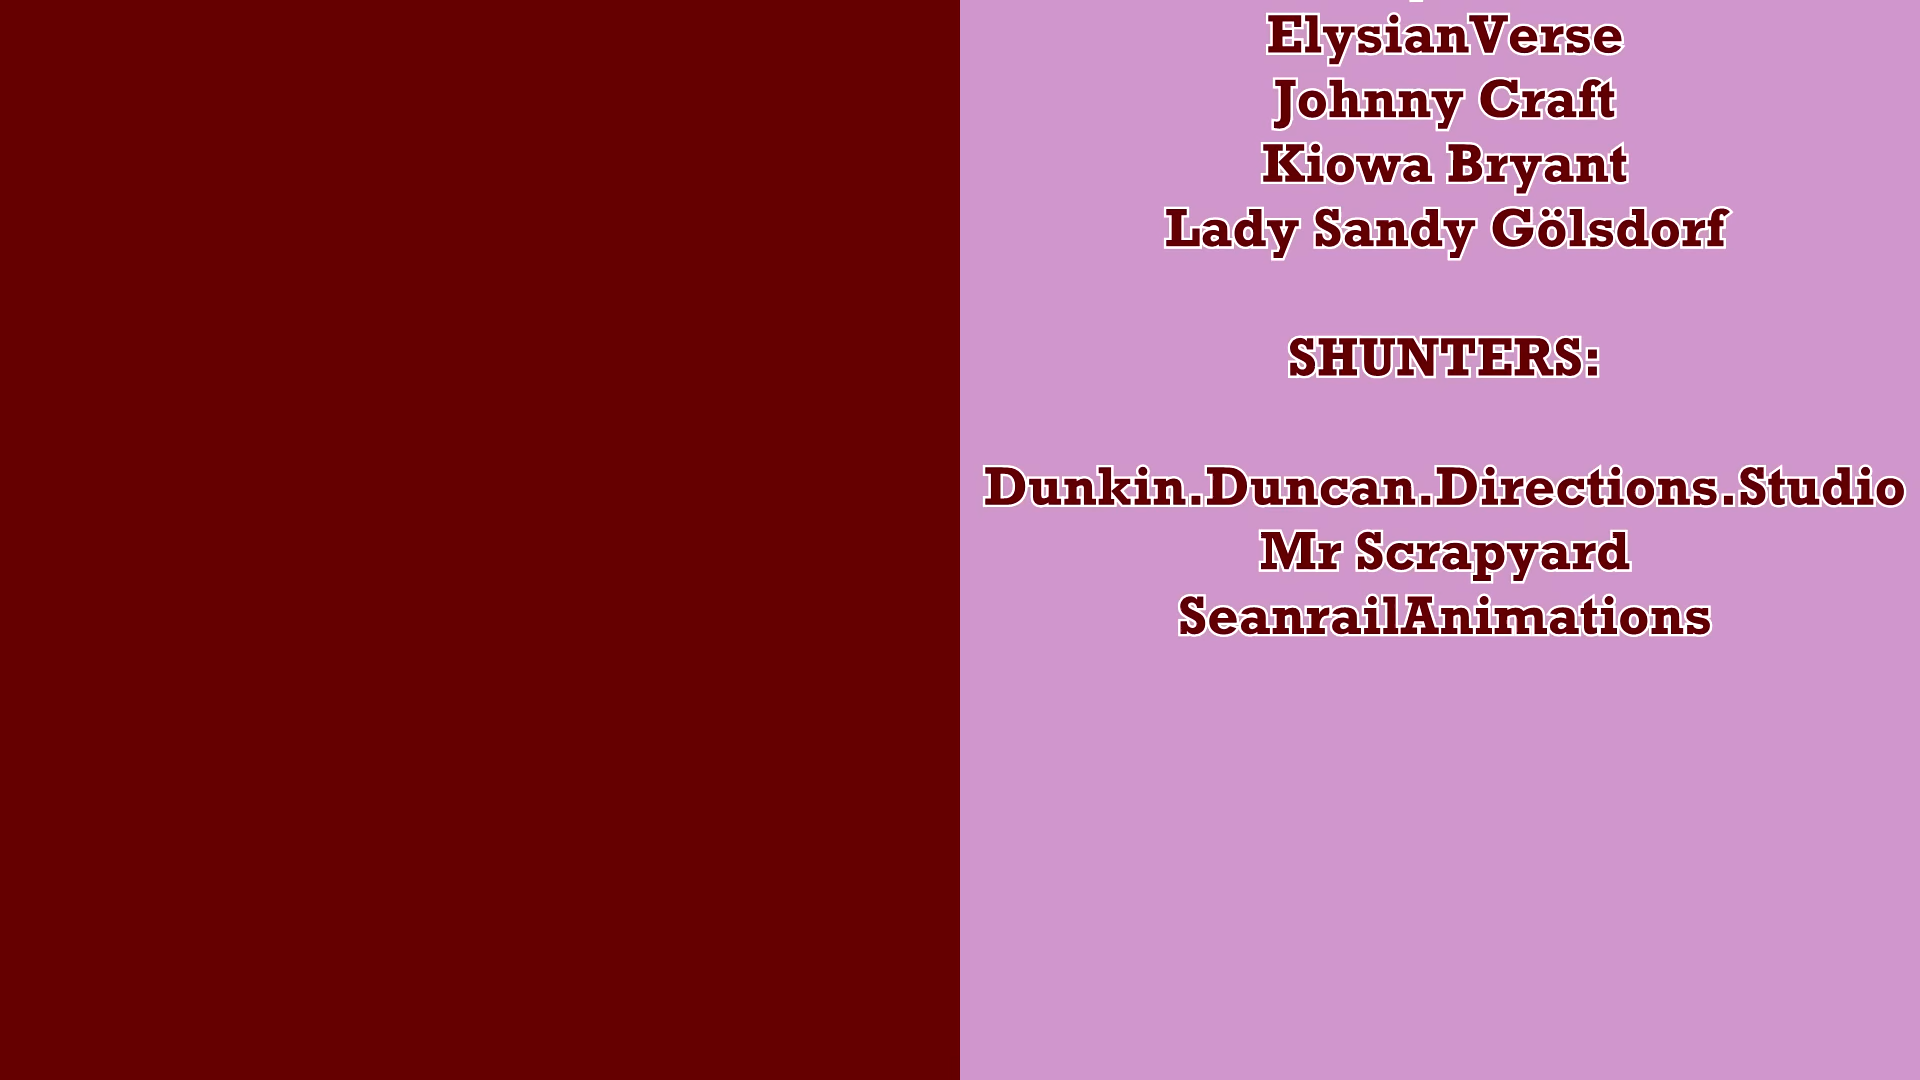 ElysianVerse
Johnny Craft
Kiowa Bryant
Lady Sandy Gölsdorf
SHUNTERS:
Dunkin.Duncan.Directions.Studio
Mr Scrapyard
SeanrailAnimations